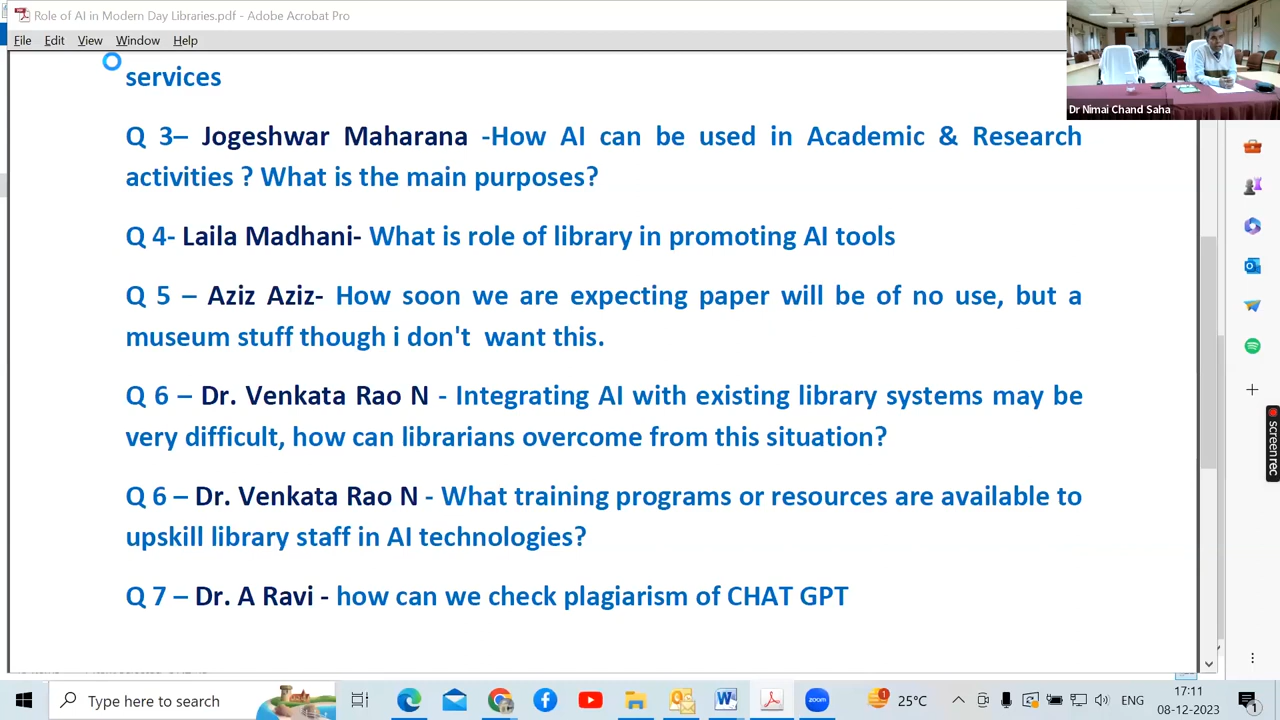 Role of AI in Modern Day Libraries.pdf - Adobe Acrobat Pro
File Edit View Window Help
Dr Nimai Chand Saha
services
Q 3– Jogeshwar Maharana -How AI can be used in Academic & Research
activities ? What is the main purposes?
Q 4- Laila Madhani- What is role of library in promoting AI tools
Q 5 – Aziz Aziz- How soon we are expecting paper will be of no use, but a
museum stuff though i don't want this.
Q 6 – Dr. Venkata Rao N - Integrating AI with existing library systems may be
very difficult, how can librarians overcome from this situation?
Q 6 – Dr. Venkata Rao N - What training programs or resources are available to
upskill library staff in AI technologies?
Q 7 – Dr. A Ravi - how can we check plagiarism of CHAT GPT
screenrec
Type here to search
zoom
1
25°C
ENG
17:11
08-12-2023
1